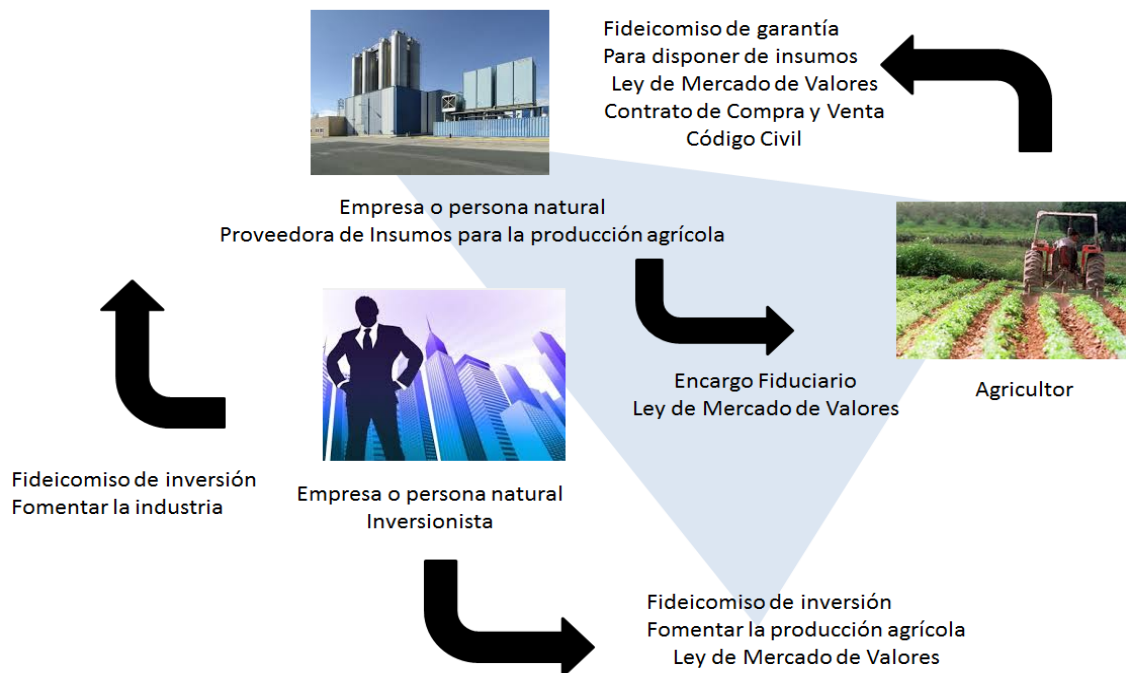 Fideicomiso de garantía
Para disponer de insumos
Ley de Mercado de Valores
Contrato de Compra y Venta
Código Civil
Empresa o persona natural
Proveedora de Insumos para la producción agrícola
Encargo Fiduciario
Ley de Mercado de Valores
Agricultor
Fideicomiso de inversión
Fomentar la industria
Empresa o persona natural
Inversionista
Fideicomiso de inversión
Fomentar la producción agrícola
Ley de Mercado de Valores